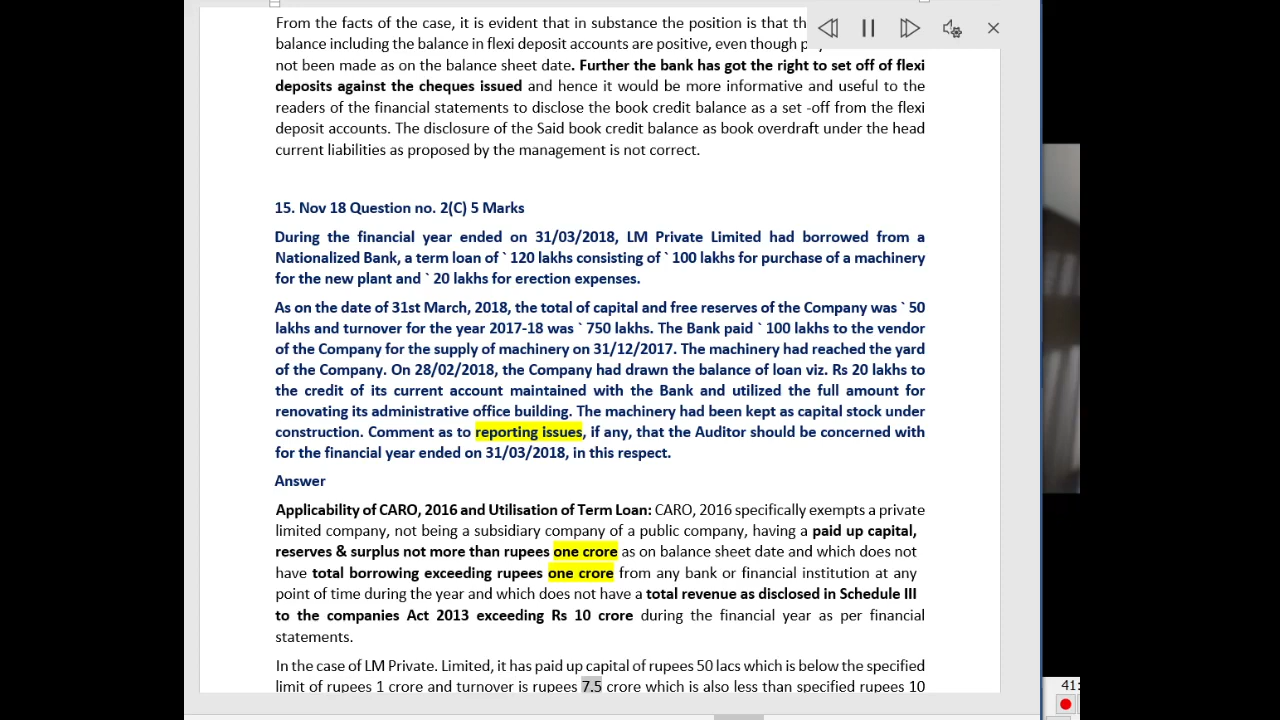 From the facts of the case, it is evident that in substance the position is that th
balance including the balance in flexi deposit accounts are positive, even though
not been made as on the balance sheet date. Further the bank has got the right to set off of flexi
deposits against the cheques issued and hence it would be more informative and useful to the
readers of the financial statements to disclose the book credit balance as a set -off from the flexi
deposit accounts. The disclosure of the Said book credit balance as book overdraft under the head
current liabilities as proposed by the management is not correct.
15. Nov 18 Question no. 2(C) 5 Marks
During the financial year ended on 31/03/2018, LM Private Limited had borrowed from a
Nationalized Bank, a term loan of ` 120 lakhs consisting of ` 100 lakhs for purchase of a machinery
for the new plant and ` 20 lakhs for erection expenses.
As on the date of 31st March, 2018, the total of capital and free reserves of the Company was ` 50
lakhs and turnover for the year 2017-18 was ` 750 lakhs. The Bank paid ` 100 lakhs to the vendor
of the Company for the supply of machinery on 31/12/2017. The machinery had reached the yard
of the Company. On 28/02/2018, the Company had drawn the balance of loan viz. Rs 20 lakhs to
the credit of its current account maintained with the Bank and utilized the full amount for
renovating its administrative office building. The machinery had been kept as capital stock under
construction. Comment as to reporting issues, if any, that the Auditor should be concerned with
for the financial year ended on 31/03/2018, in this respect.
Answer
Applicability of CARO, 2016 and Utilisation of Term Loan: CARO, 2016 specifically exempts a private
limited company, not being a subsidiary company of a public company, having a paid up capital,
reserves & surplus not more than rupees one crore as on balance sheet date and which does not
have total borrowing exceeding rupees one crore from any bank or financial institution at any
point of time during the year and which does not have a total revenue as disclosed in Schedule III
to the companies Act 2013 exceeding Rs 10 crore during the financial year as per financial
statements.
In the case of LM Private. Limited, it has paid up capital of rupees 50 lacs which is below the specified
limit of rupees 1 crore and turnover is rupees 7.5 crore which is also less than specified rupees 10
41: